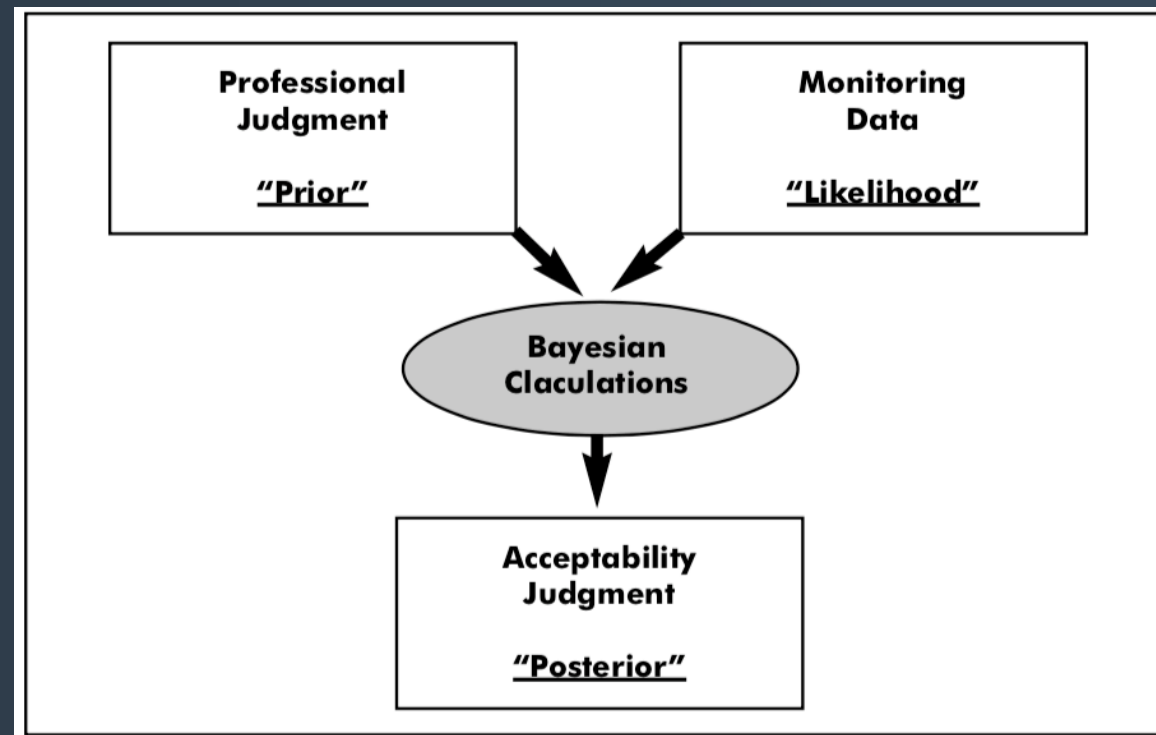 Professional
Judgment
“Prior”
Monitoring
Data
“Likelihood”
Bayesian
Claculations
Acceptability
Judgment
“Posterior”